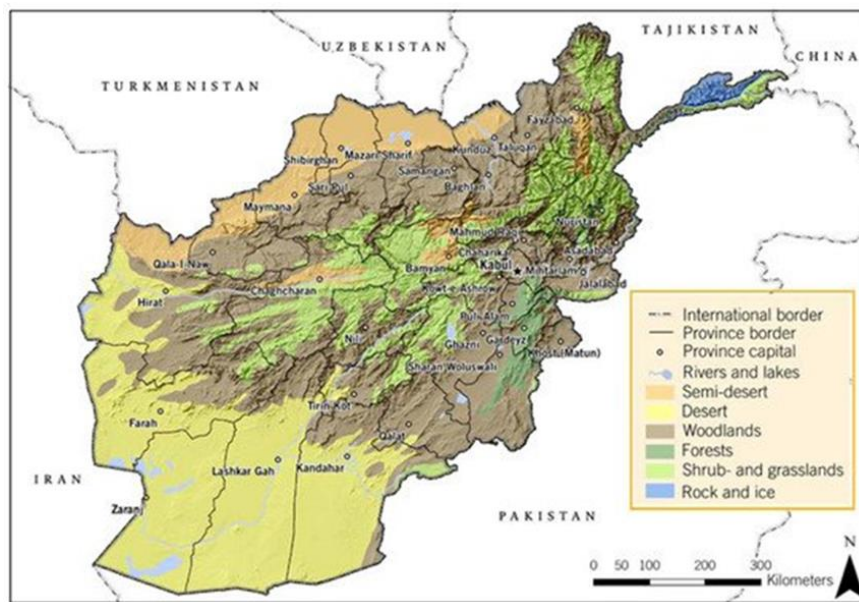 TAJIKISTAN
UZBEKISTAN
CHINA
TURKMENISTAN
Fayzabad
Kunduz
Taluqan
Mazari Sharif
Shibirghan
Samangan
Baghlan
Sari Pul
Maymana
Nuristan
Mahmud Raqi
Asadabad
Chaharikar
Qala-I-Naw
Bamyan
Kabul
Mihtarlam
Chaghcharan
Jalalabad
Hirat
Kowt-e-Ashrow
Pul-i-Alam
Nili
Ghazni
Gardeyz
Khost (Matun)
Sharan Woluswali
Tirin Kot
Farah
Qalat
Lashkar Gah
Kandahar
IRAN
Zaranj
PAKISTAN
International border
Province border
Province capital
Rivers and lakes
Semi-desert
Desert
Woodlands
Forests
Shrub- and grasslands
Rock and ice
N
0 50 100 200 300
Kilometers